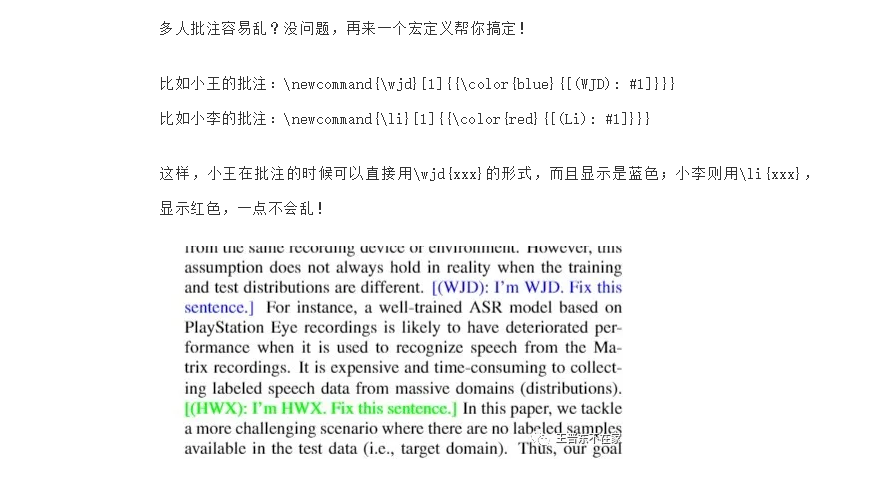 多人批注容易乱？没问题，再来一个宏定义帮你搞定！
比如小王的批注：\newcommand{\wjd}[1]{{\color{blue}{[(WJD): #1]}}}
比如小李的批注：\newcommand{\li}[1]{{\color{red}{[(Li): #1]}}}
这样，小王在批注的时候可以直接用\wjd{xxx}的形式，而且显示是蓝色；小李则用\li{xxx}，
显示红色，一点不会乱！
from the same recording device or environment. However, this
assumption does not always hold in reality when the training
and test distributions are different. [(WJD): I'm WJD. Fix this
sentence.] For instance, a well-trained ASR model based on
PlayStation Eye recordings is likely to have deteriorated per-
formance when it is used to recognize speech from the Ma-
trix recordings. It is expensive and time-consuming to collect-
ing labeled speech data from massive domains (distributions).
[(HWX): I'm HWX. Fix this sentence.] In this paper, we tackle
a more challenging scenario where there are no labeled samples
available in the test data (i.e., target domain). Thus, our goal
王晋东不在家